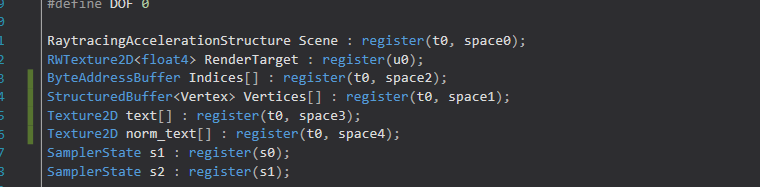 #define DOF 0
RaytracingAccelerationStructure Scene : register(t0, space0);
RWTexture2D<float4> RenderTarget : register(u0);
ByteAddressBuffer Indices[] : register(t0, space2);
StructuredBuffer<Vertex> Vertices[] : register(t0, space1);
Texture2D text[] : register(t0, space3);
Texture2D norm_text[] : register(t0, space4);
SamplerState s1 : register(s0);
SamplerState s2 : register(s1);